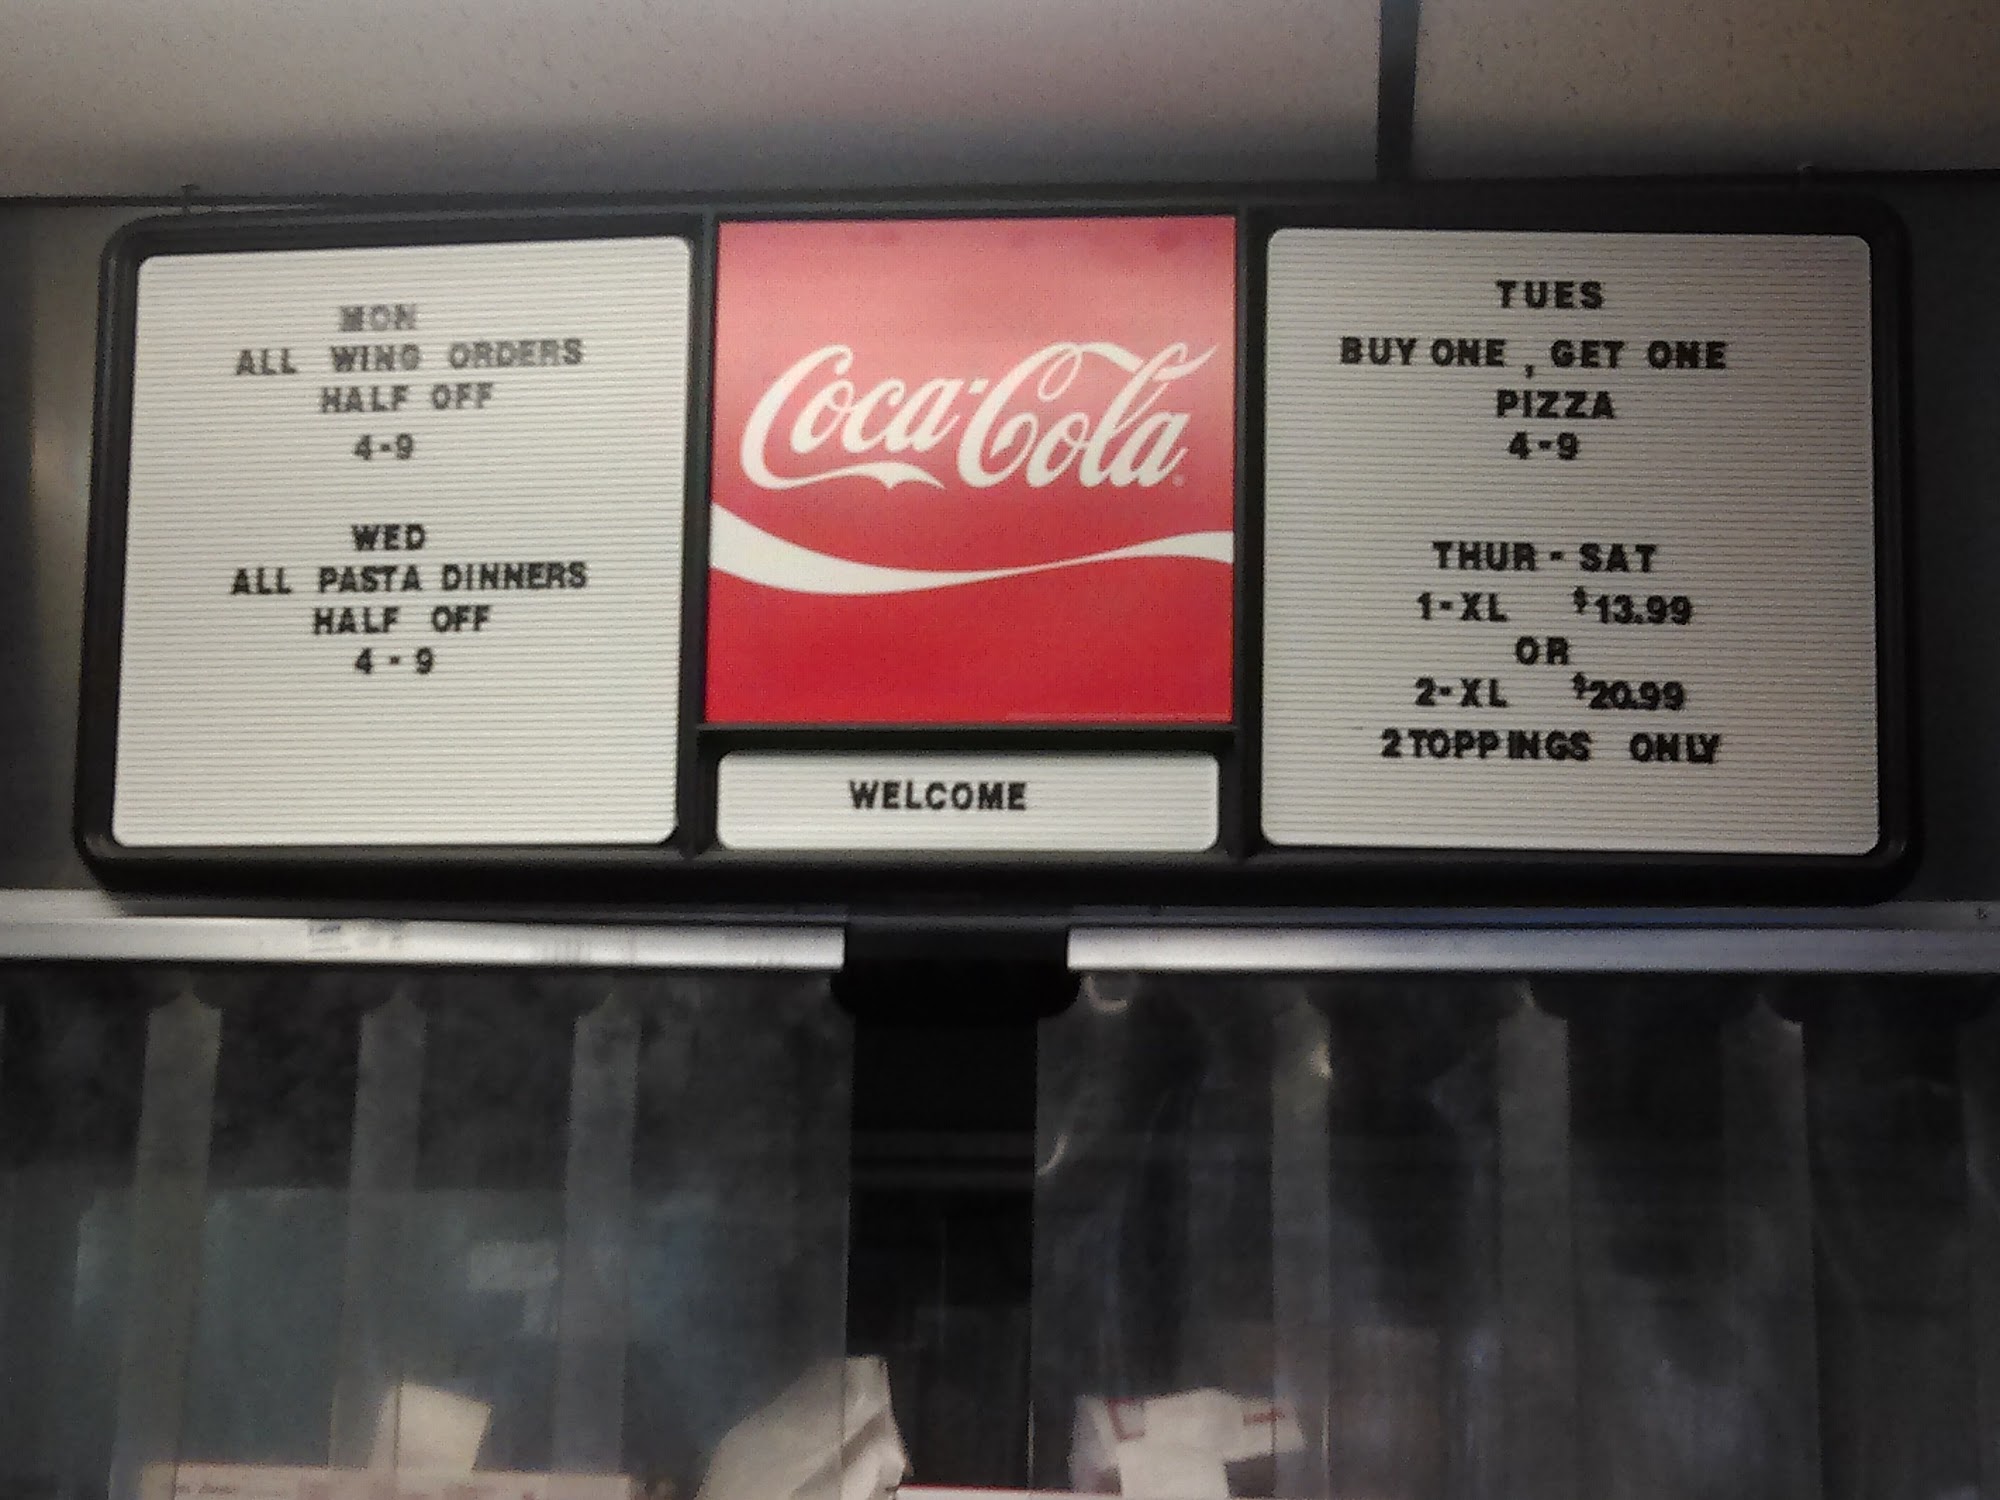 MON
ALL WING ORDERS
HALF OFF
4-9
WED
ALL PASTA DINNERS
HALF OFF
4-9
Coca-Cola
WELCOME
TUES
BUY ONE, GET ONE
PIZZA
4-9
THUR-SAT
1-XL $13.99
OR
2-XL $20.99
2 TOPPINGS ONLY